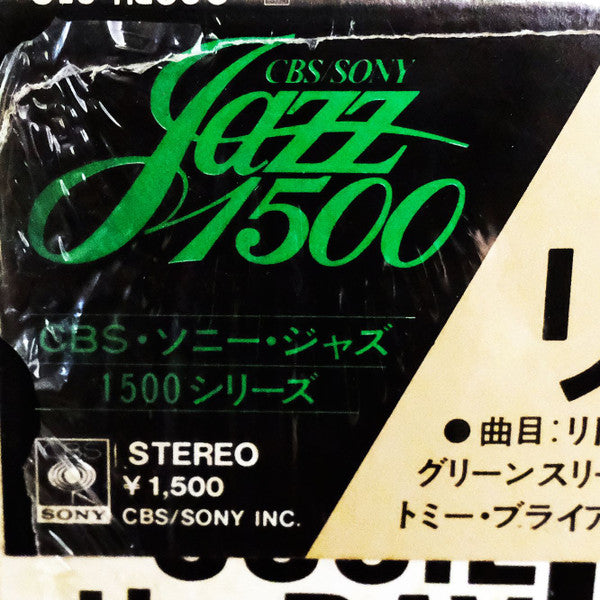 CBS/SONY
Jazz
1500
CBS・ソニー・ジャズ
1500シリーズ
CBS
SONY
STEREO
¥1,500
CBS/SONY INC.
●曲目:リ
グリーンスリー
トミー・ブライア